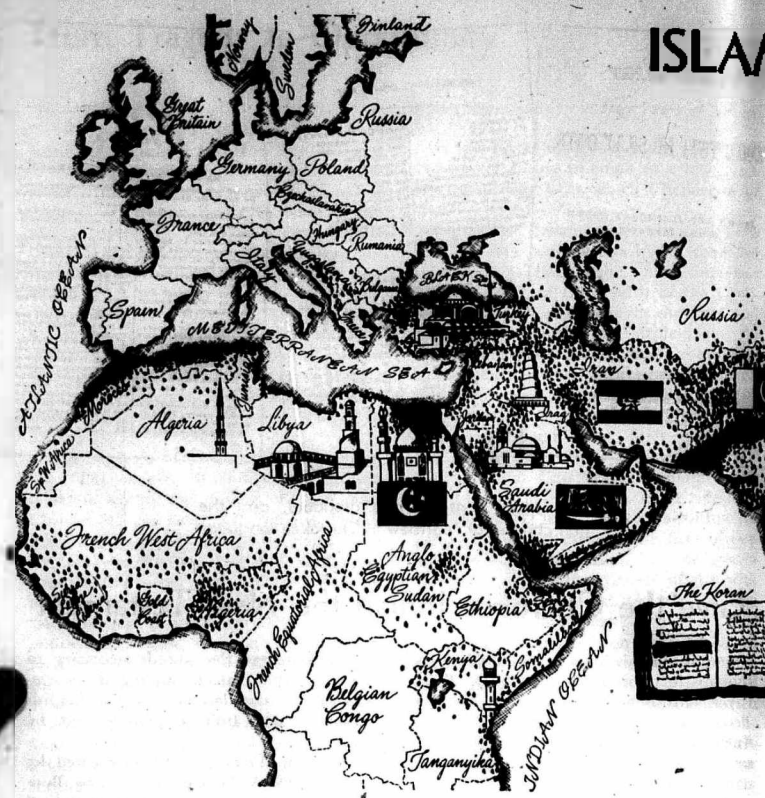 ISLA
Norway
Sweden
Finland
Great
Britain
Russia
Germany
Poland
Czechoslovakia
France
Hungary
Rumania
Italy
Yugoslavia
Bulgaria
Greece
BLACK SEA
Turkey
Spain
ATLANTIC OCEAN
MEDITERRANEAN SEA
Russia
Lebanon
Iran
Iraq
Jordan
Morocco
Algeria
Tunisia
Libya
Sp. W. Africa
Saudi
Arabia
French West Africa
Anglo
Egyptian
Sudan
Gold
Coast
Nigeria
French Equatorial Africa
Ethiopia
The Koran
Kenya
Somalil
Belgian
Congo
Tanganyika
INDIAN OCEAN